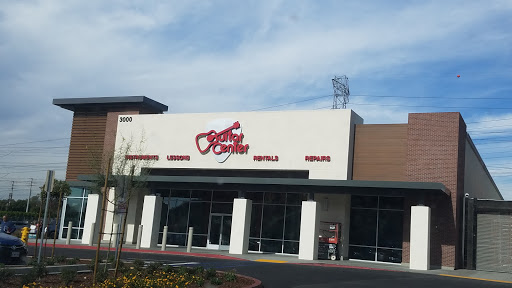 3000
Guitar
Center
INSTRUMENTS LESSONS RENTALS REPAIRS